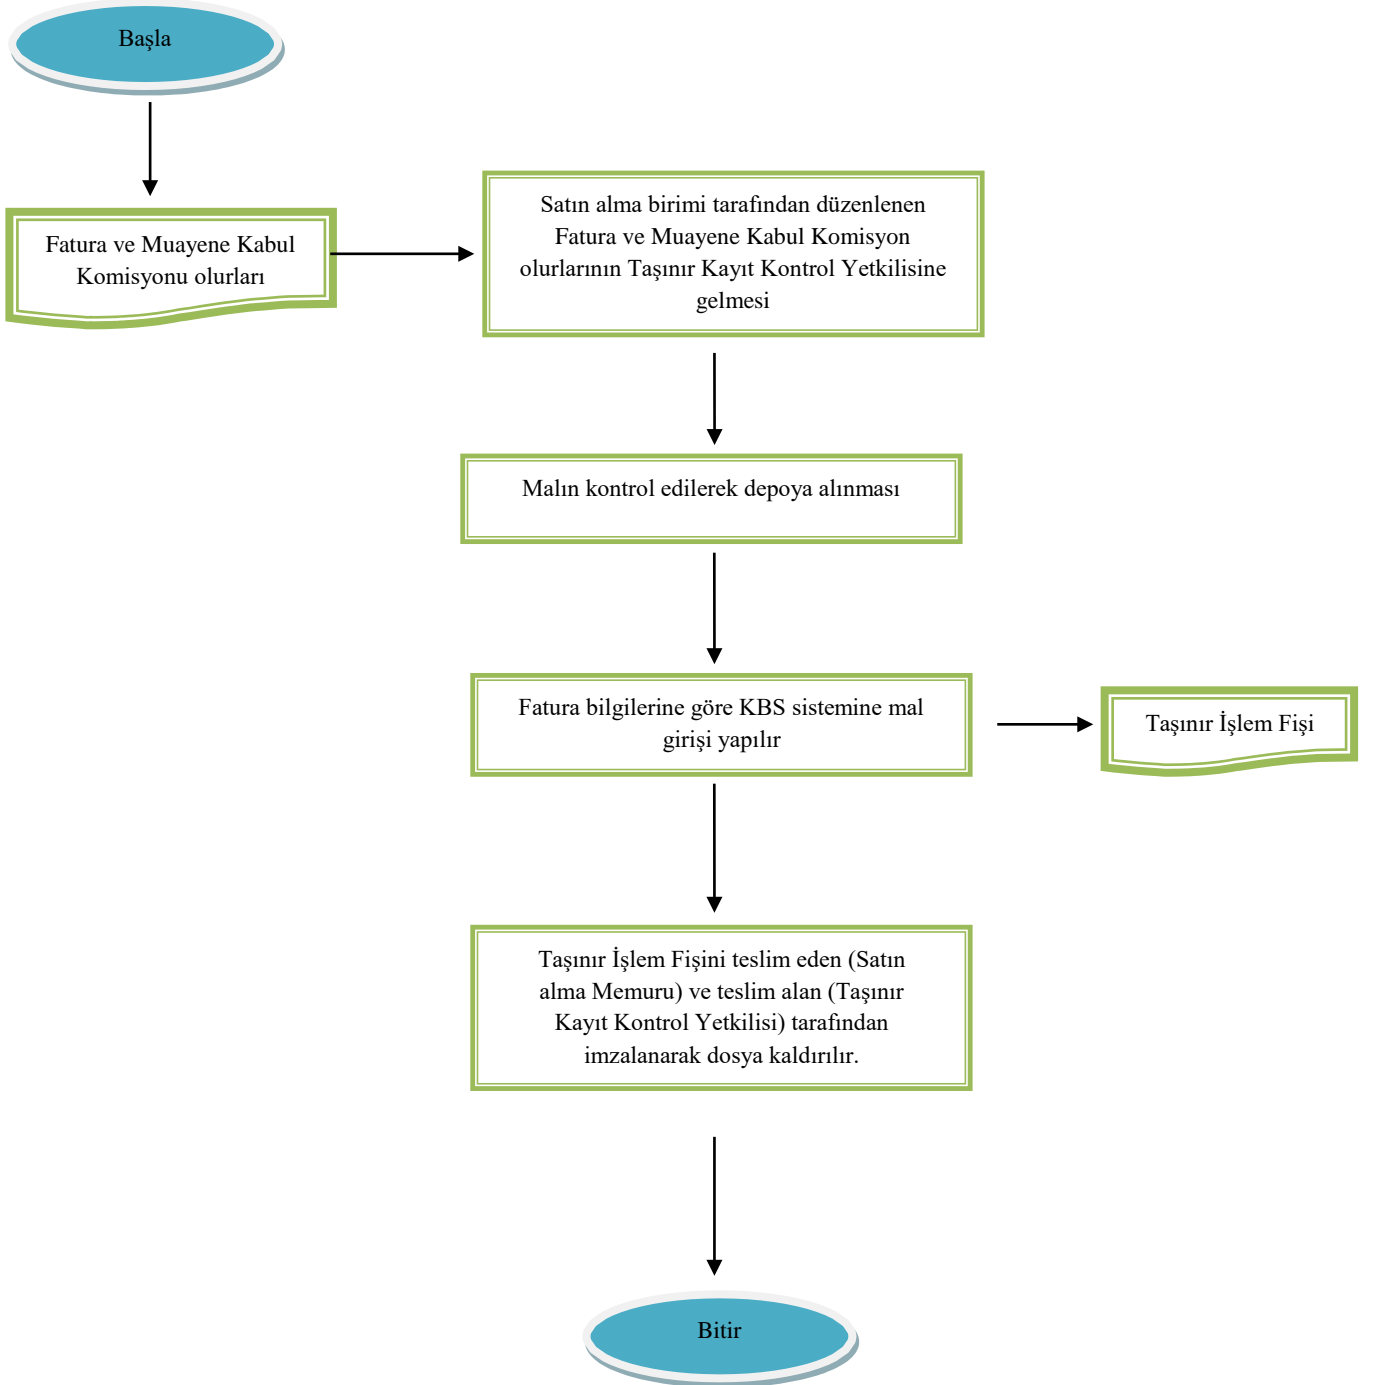 Başla
Fatura ve Muayene Kabul
Komisyonu olurları
Satın alma birimi tarafından düzenlenen
Fatura ve Muayene Kabul Komisyon
olurlarının Taşınır Kayıt Kontrol Yetkilisine
gelmesi
Malın kontrol edilerek depoya alınması
Fatura bilgilerine göre KBS sistemine mal
girişi yapılır
Taşınır İşlem Fişi
Taşınır İşlem Fişini teslim eden (Satın
alma Memuru) ve teslim alan (Taşınır
Kayıt Kontrol Yetkilisi) tarafından
imzalanarak dosya kaldırılır.
Bitir